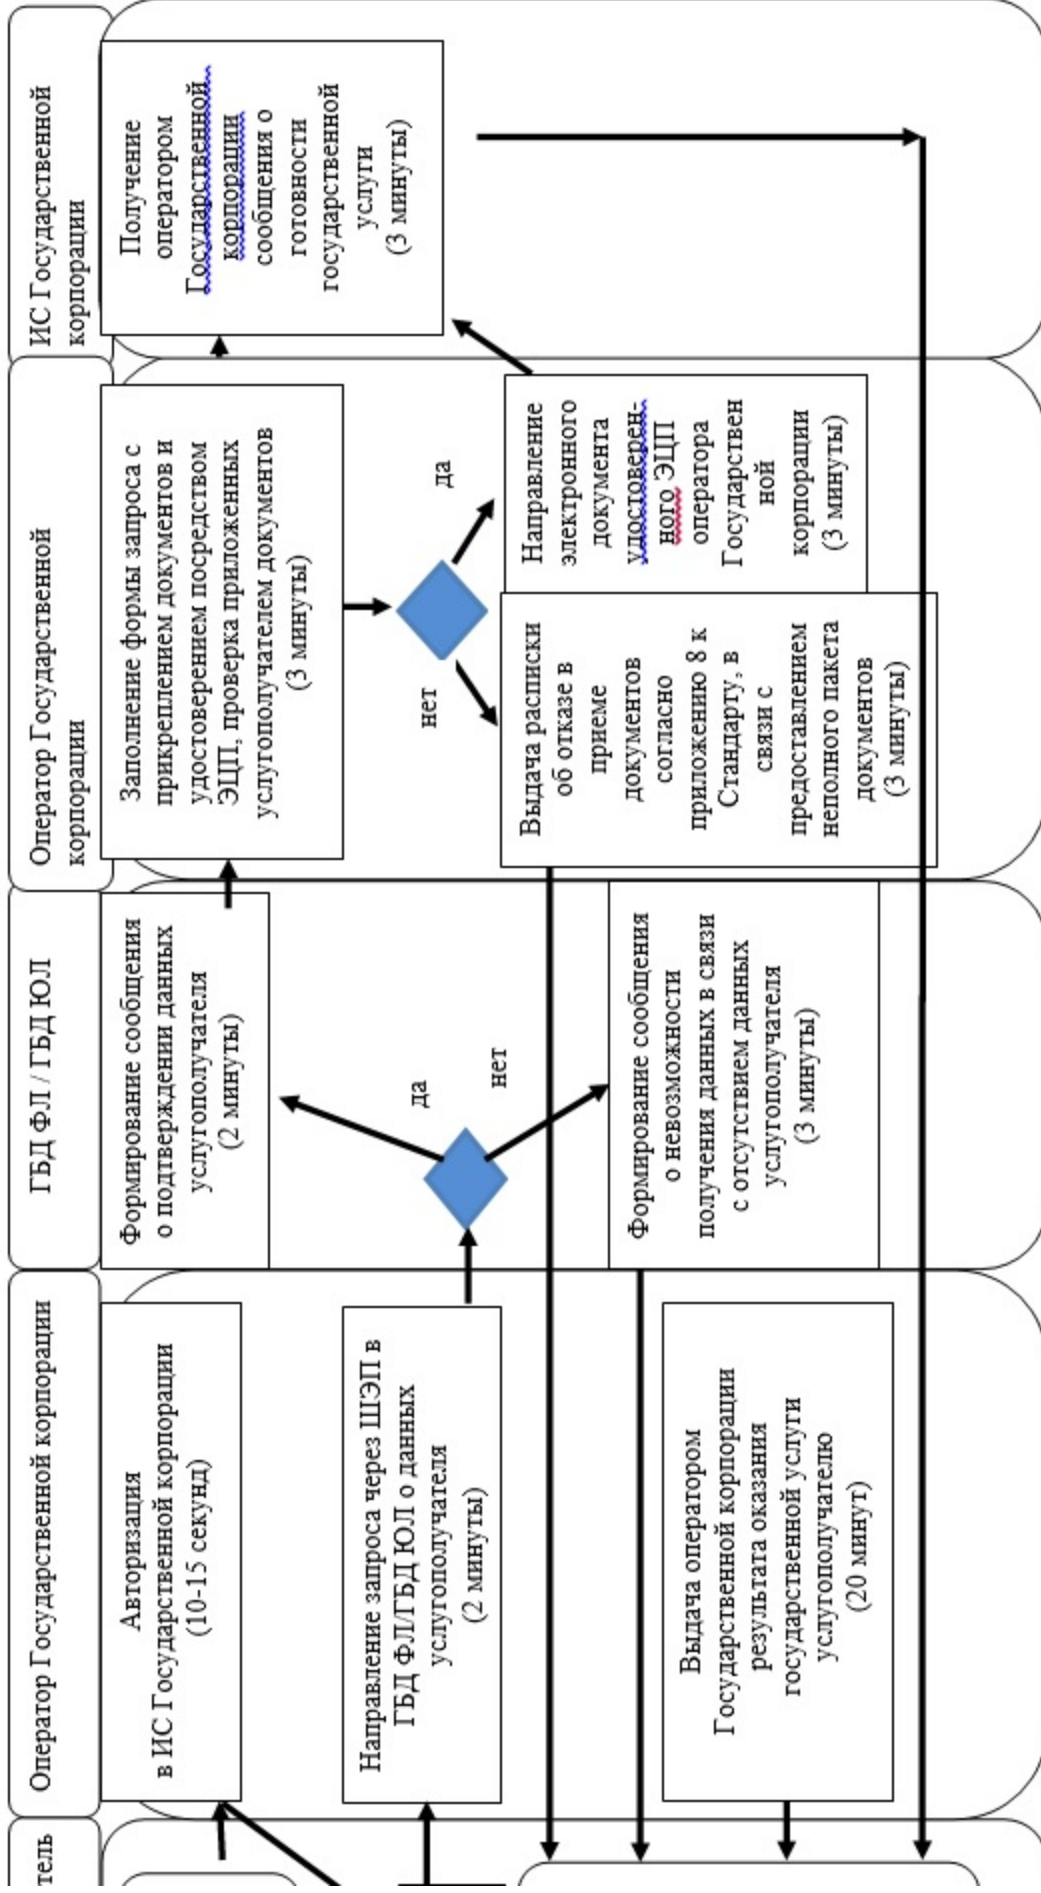 тель
Оператор Государственной корпорации
ГБД ФЛ / ГБД ЮЛ
Оператор Государственной
корпорации
ИС Государственной
корпорации
Авторизация
в ИС Государственной корпорации
(10-15 секунд)
Направление запроса через ШЭП в
ГБД ФЛ/ГБД ЮЛ о данных
услугополучателя
(2 минуты)
Выдача оператором
Государственной корпорации
результата оказания
государственной услуги
услугополучателю
(20 минут)
Формирование сообщения
о подтверждении данных
услугополучателя
(2 минуты)
да
нет
Формирование сообщения
о невозможности
получения данных в связи
с отсутствием данных
услугополучателя
(3 минуты)
Заполнение формы запроса с
прикреплением документов и
удостоверением посредством
ЭЦП, проверка приложенных
услугополучателем документов
(3 минуты)
нет
да
Выдача расписки
об отказе в
приеме
документов
согласно
приложению 8 к
Стандарту, в
связи с
предоставлением
неполного пакета
документов
(3 минуты)
Направление
электронного
документа
удостоверен-
ного ЭЦП
оператора
Государствен
ной
корпорации
(3 минуты)
Получение
оператором
Государственной
корпорации
сообщения о
готовности
государственной
услуги
(3 минуты)